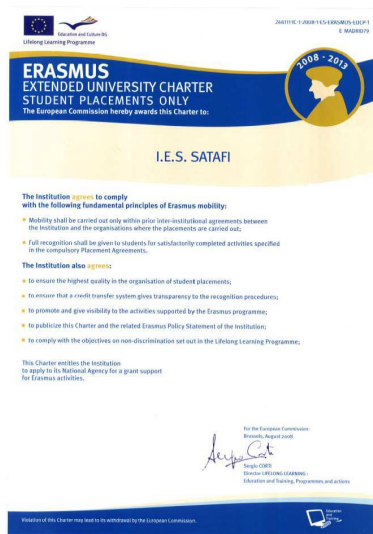 264111-IC-1-2008-1-ES-ERASMUS-EUCP-1
E MADRID79
Education and Culture DG
Lifelong Learning Programme
2008 - 2013
ERASMUS
EXTENDED UNIVERSITY CHARTER
STUDENT PLACEMENTS ONLY
The European Commission hereby awards this Charter to:
I.E.S. SATAFI
The Institution agrees to comply
with the following fundamental principles of Erasmus mobility:
Mobility shall be carried out only within prior inter-institutional agreements between
the Institution and the organisations where the placements are carried out;
Full recognition shall be given to students for satisfactorily completed activities specified
in the compulsory Placement Agreements.
The Institution also agrees:
to ensure the highest quality in the organisation of student placements;
to ensure that a credit transfer system gives transparency to the recognition procedures;
to promote and give visibility to the activities supported by the Erasmus programme;
to publicize this Charter and the related Erasmus Policy Statement of the institution;
to comply with the objectives on non-discrimination set out in the Lifelong Learning Programme;
This Charter entitles the Institution
to apply to its National Agency for a grant support
for Erasmus activities.
For the European Commission:
Brussels, August 2008
Sergio CORTI
Director LIFELONG LEARNING :
Education and Training, Programmes and actions
Violation of this Charter may lead to its withdrawal by the European Commission.
Education
and
Training